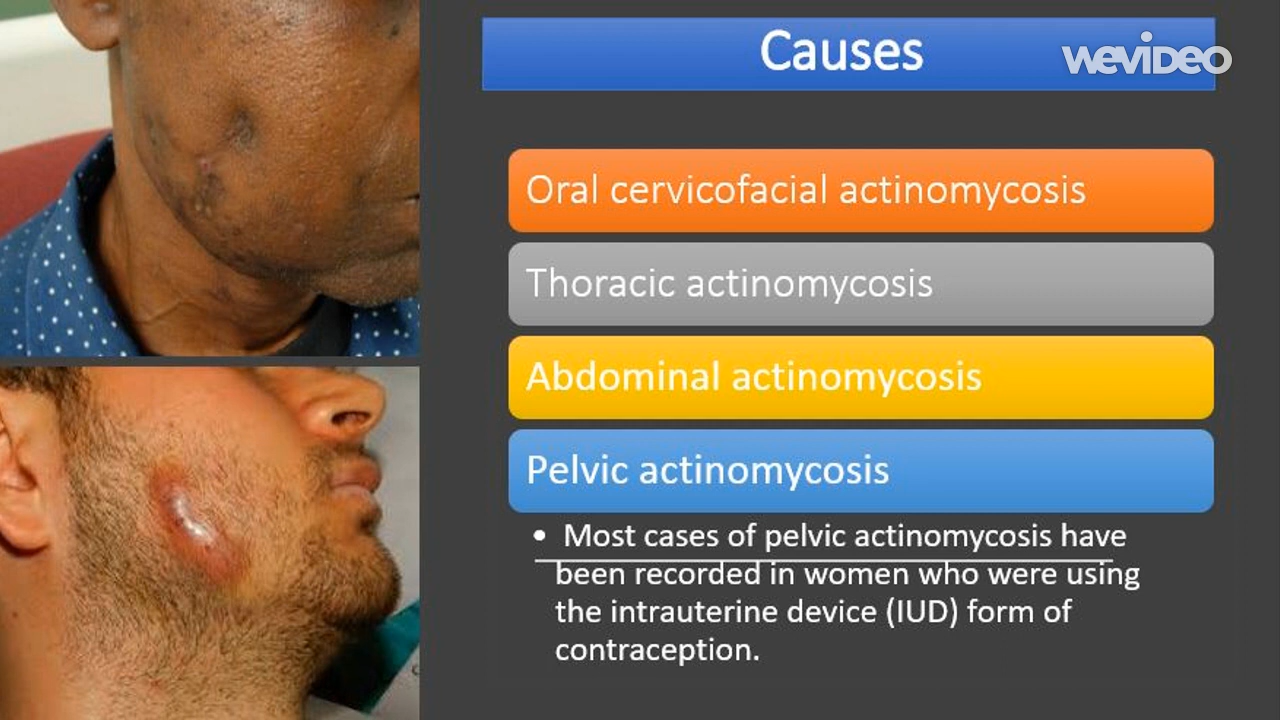 Causes
WEVIDEO
Oral cervicofacial actinomycosis
Thoracic actinomycosis
Abdominal actinomycosis
Pelvic actinomycosis
• Most cases of pelvic actinomycosis have
been recorded in women who were using
the intrauterine device (IUD) form of
contraception.